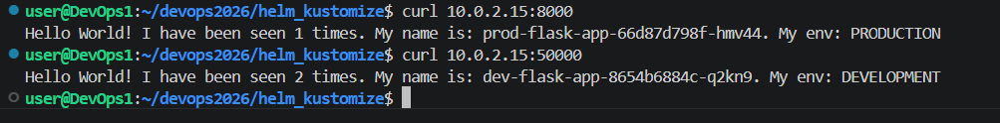 user@DevOps1:~/devops2026/helm_kustomize$ curl 10.0.2.15:8000
Hello World! I have been seen 1 times. My name is: prod-flask-app-66d87d798f-hmv44. My env: PRODUCTION
user@DevOps1:~/devops2026/helm_kustomize$ curl 10.0.2.15:50000
Hello World! I have been seen 2 times. My name is: dev-flask-app-8654b6884c-q2kn9. My env: DEVELOPMENT
user@DevOps1:~/devops2026/helm_kustomize$